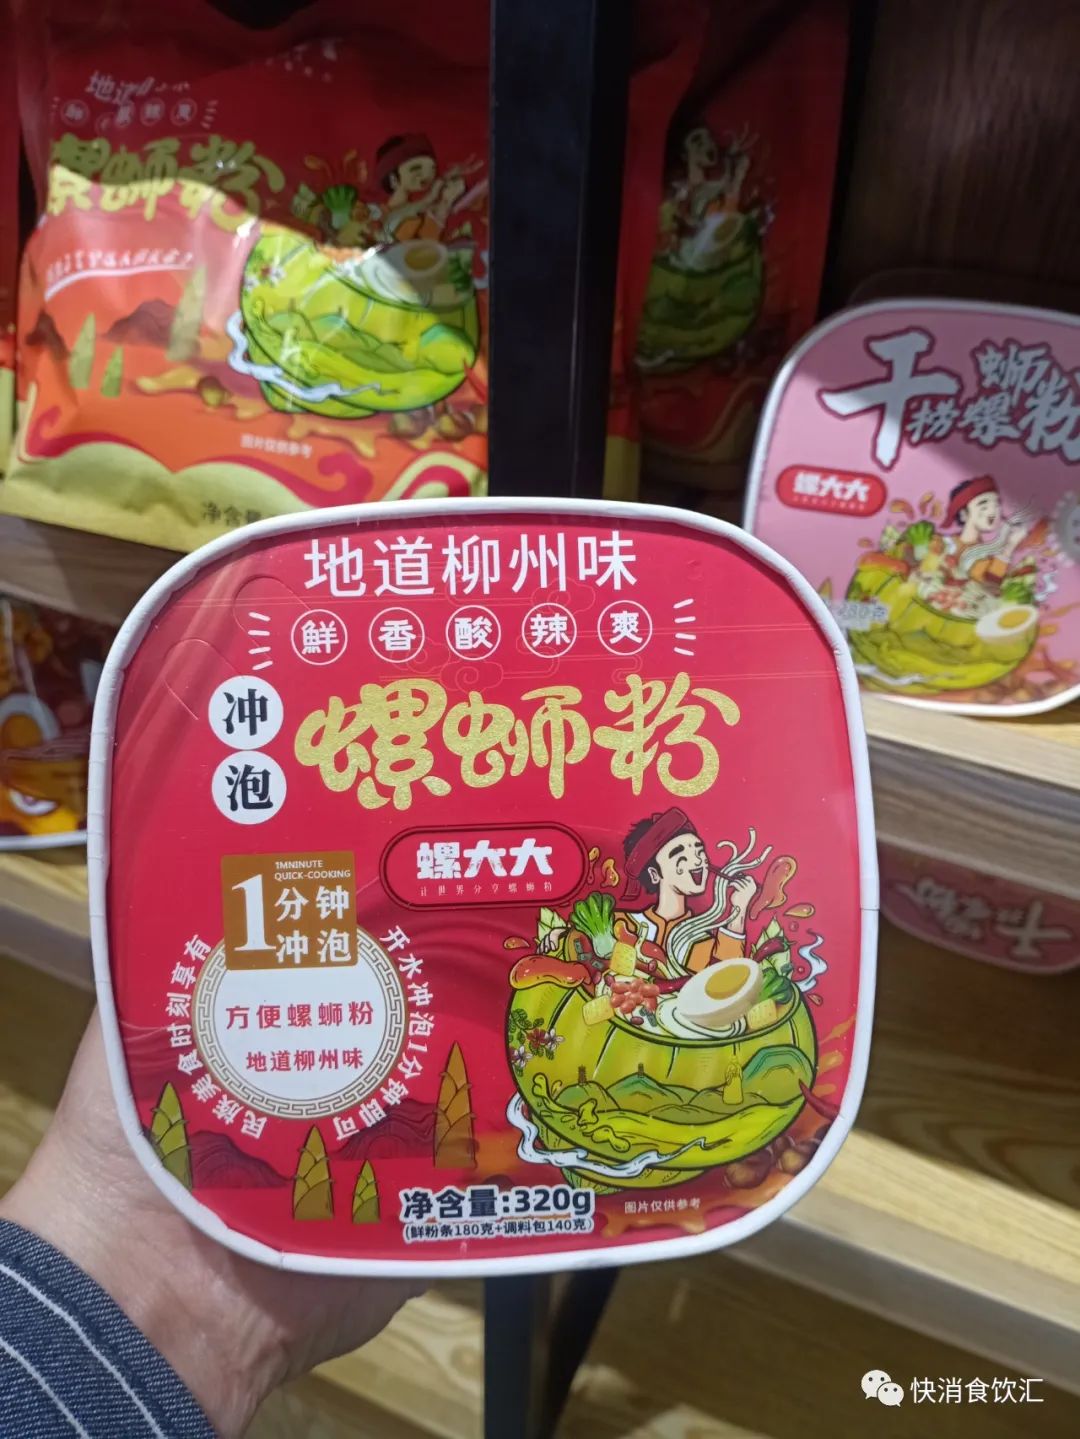 螺蛳粉
图片仅供参考
净含量
干捞螺蛳粉
螺大大
地道柳州味
鮮香酸辣爽
冲泡
螺蛳粉
螺大大
让世界分享螺蛳粉
1MNINUTE
QUICK-COOKING
1分钟
冲泡
民族美食时刻享有
开水冲泡1分钟即可
方便螺蛳粉
地道柳州味
净含量:320g
(鲜粉条180克+调料包140克)
图片仅供参考
快消食饮汇